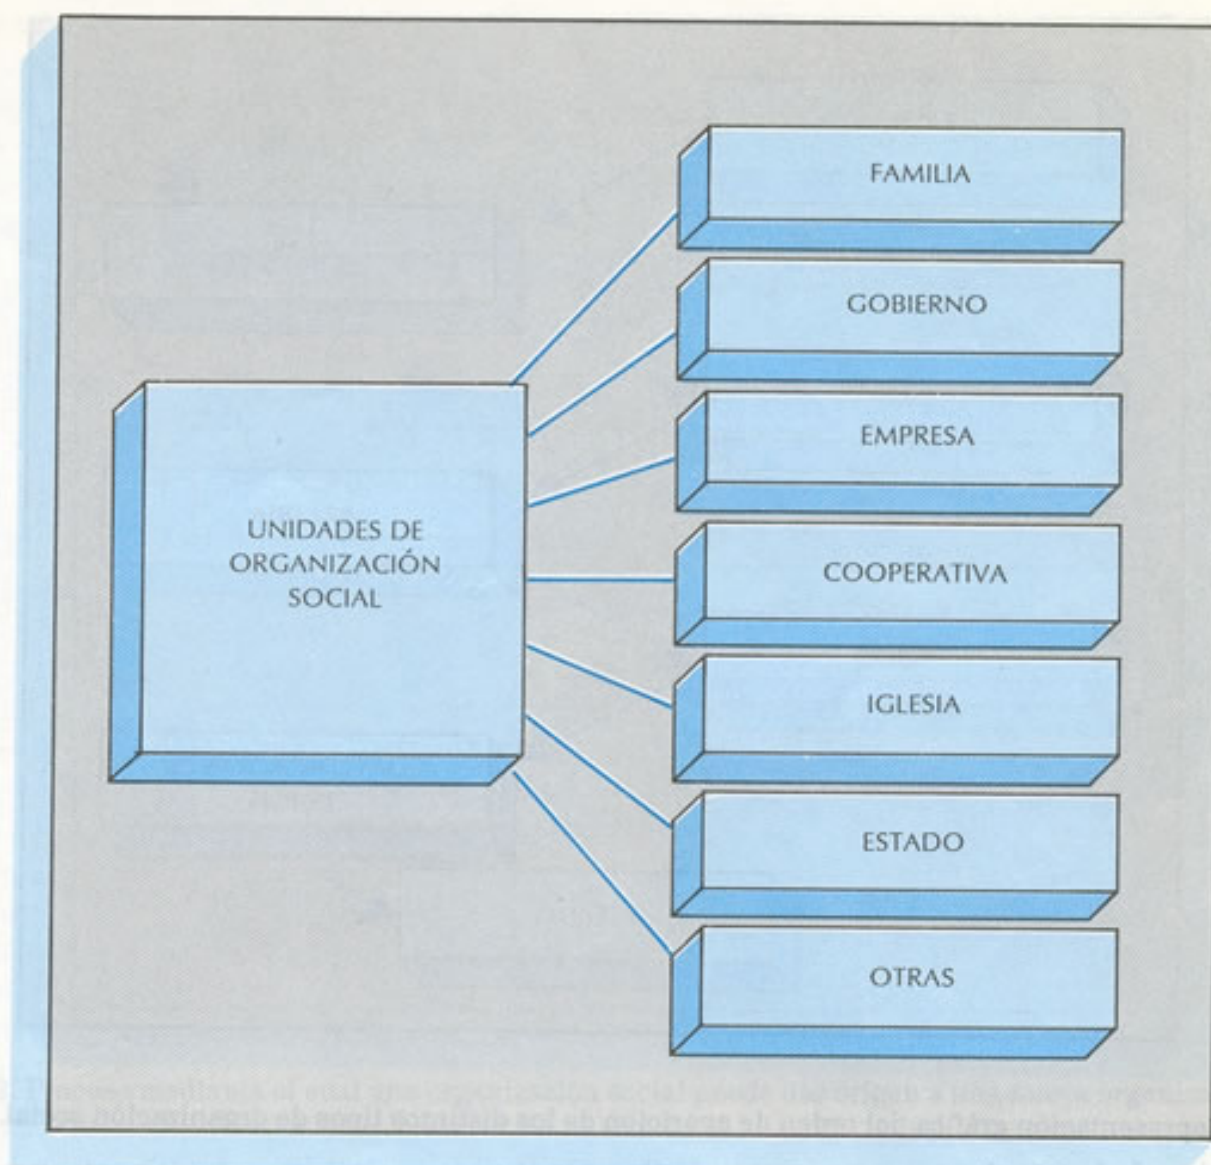 FAMILIA
GOBIERNO
EMPRESA
UNIDADES DE
ORGANIZACIÓN
SOCIAL
COOPERATIVA
IGLESIA
ESTADO
OTRAS